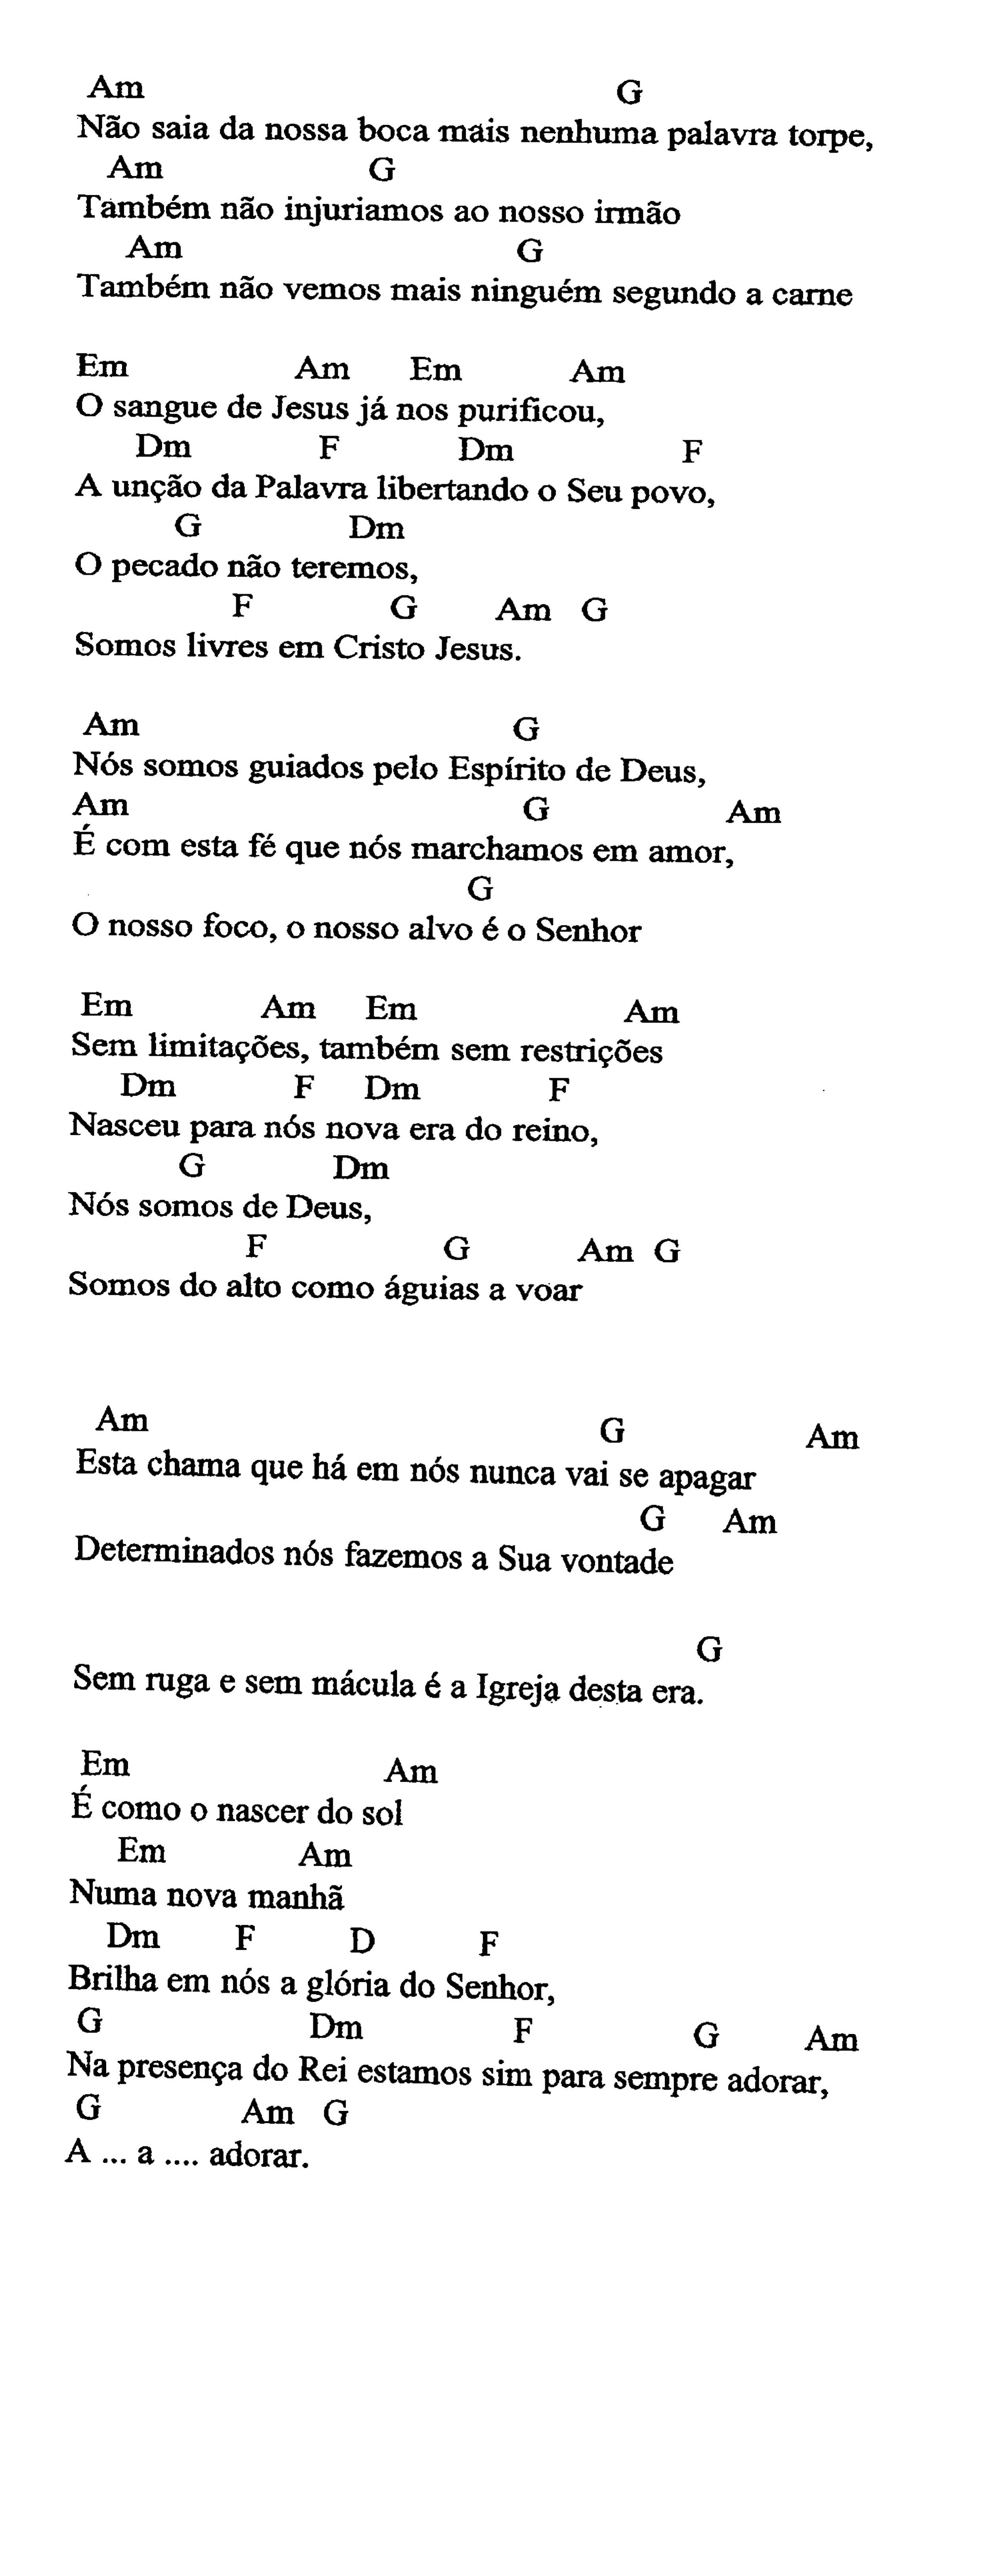 Am G
Não saia da nossa boca mais nenhuma palavra torpe,
Am G
Também não injuriamos ao nosso irmão
Am G
Também não vemos mais ninguém segundo a carne
Em Am Em Am
O sangue de Jesus já nos purificou,
Dm F Dm F
A unção da Palavra libertando o Seu povo,
G Dm
O pecado não teremos,
F G Am G
Somos livres em Cristo Jesus.
Am G
Nós somos guiados pelo Espírito de Deus,
Am G Am
É com esta fé que nós marchamos em amor,
G
O nosso foco, o nosso alvo é o Senhor
Em Am Em Am
Sem limitações, também sem restrições
Dm F Dm F
Nasceu para nós nova era do reino,
G Dm
Nós somos de Deus,
F G Am G
Somos do alto como águias a voar
Am G Am
Esta chama que há em nós nunca vai se apagar
G Am
Determinados nós fazemos a Sua vontade
G
Sem ruga e sem mácula é a Igreja desta era.
Em Am
É como o nascer do sol
Em Am
Numa nova manhã
Dm F D F
Brilha em nós a glória do Senhor,
G Dm F G Am
Na presença do Rei estamos sim para sempre adorar,
G Am G
A ... a .... adorar.